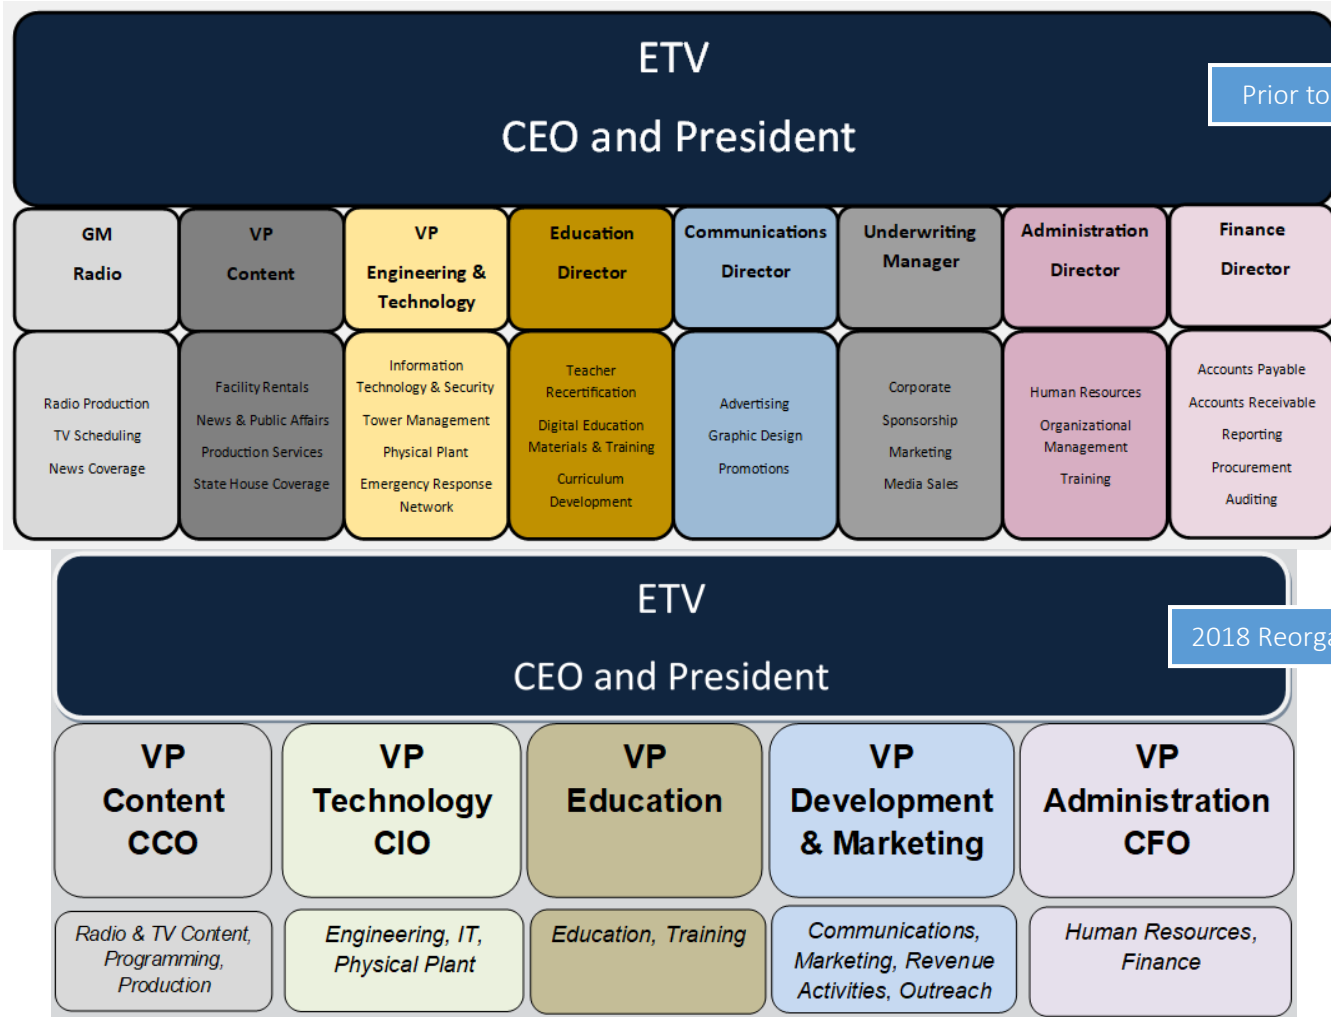 ETV
CEO and President
Prior to
GM
Radio
VP
Content
VP
Engineering &
Technology
Education
Director
Communications
Director
Underwriting
Manager
Administration
Director
Finance
Director
Radio Production
TV Scheduling
News Coverage
Facility Rentals
News & Public Affairs
Production Services
State House Coverage
Information
Technology & Security
Tower Management
Physical Plant
Emergency Response
Network
Teacher
Recertification
Digital Education
Materials & Training
Curriculum
Development
Advertising
Graphic Design
Promotions
Corporate
Sponsorship
Marketing
Media Sales
Human Resources
Organizational
Management
Training
Accounts Payable
Accounts Receivable
Reporting
Procurement
Auditing
ETV
CEO and President
2018 Reorga
VP
Content
CCO
VP
Technology
CIO
VP
Education
VP
Development
& Marketing
VP
Administration
CFO
Radio & TV Content,
Programming,
Production
Engineering, IT,
Physical Plant
Education, Training
Communications,
Marketing, Revenue
Activities, Outreach
Human Resources,
Finance